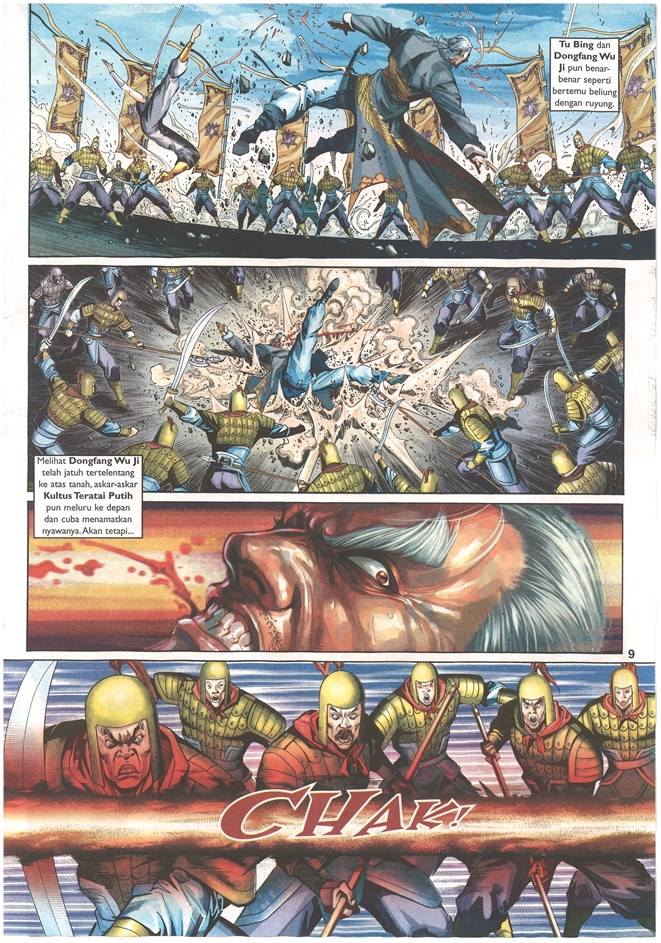 Tu Bing dan
Dongfang Wu
Ji pun benar-
benar seperti
bertemu beliung
dengan ruyung.
Melihat Dongfang Wu Ji
telah jatuh tertelentang
ke atas tanah, askar-askar
Kultus Teratai Putih
pun meluru ke depan
dan cuba menamatkan
nyawanya. Akan tetapi...
9
CHAK!